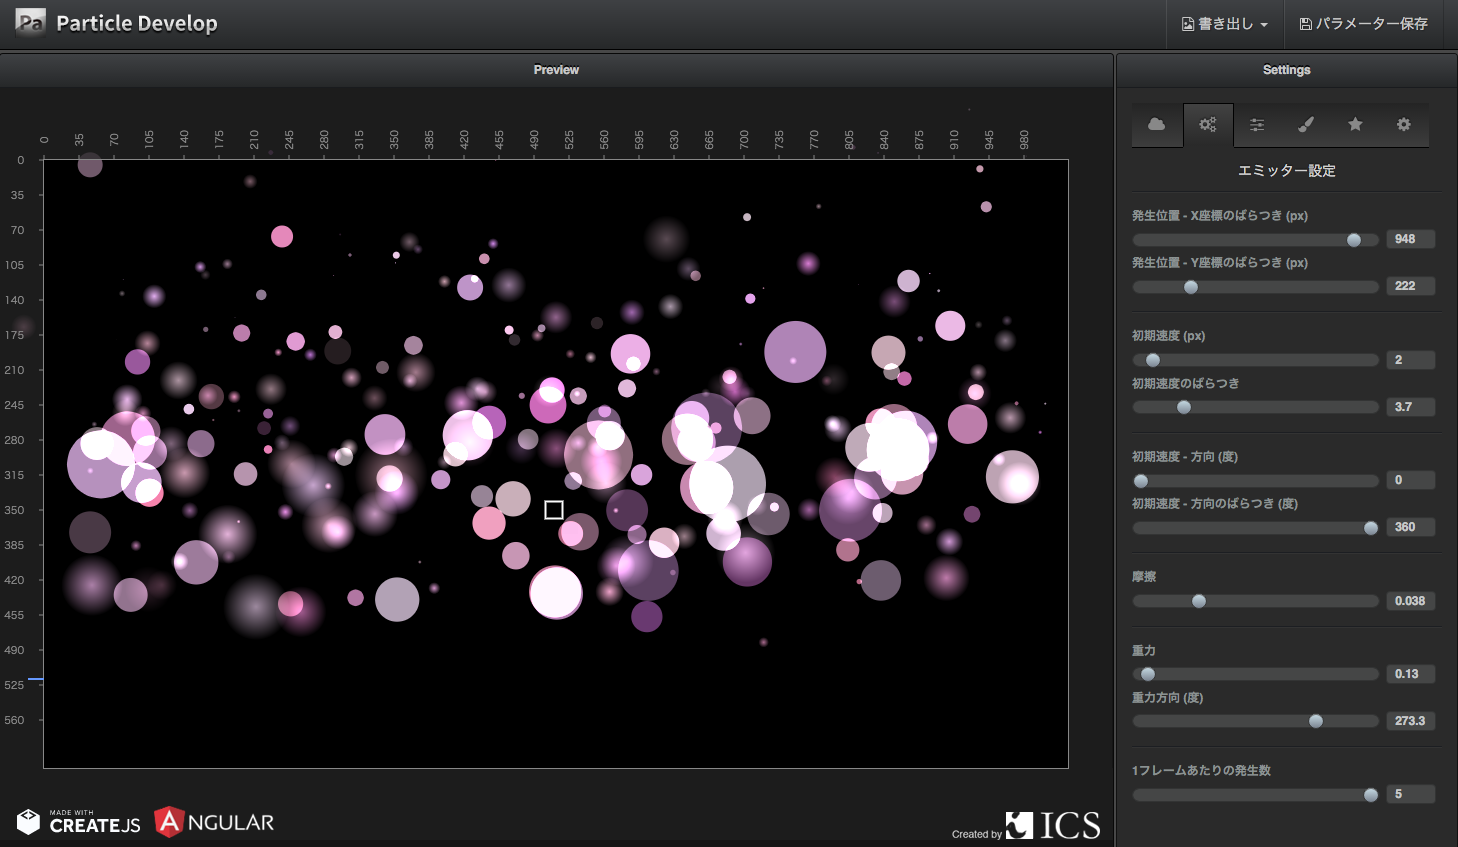 Pa Particle Develop
書き出し
パラメーター保存
Preview
Settings
0 35 70 105 140 175 210 245 280 315 350 385 420 455 490 525 560 595 630 665 700 735 770 805 840 875 910 945 980
0
35
70
105
140
175
210
245
280
315
350
385
420
455
490
525
560
エミッター設定
発生位置 - X座標のばらつき (px)
948
発生位置 - Y座標のばらつき (px)
222
初期速度 (px)
2
初期速度のばらつき
3.7
初期速度 - 方向 (度)
0
初期速度 - 方向のばらつき (度)
360
摩擦
0.038
重力
0.13
重力方向 (度)
273.3
1フレームあたりの発生数
5
MADE WITH
CREATEJS
ANGULAR
Created by ICS